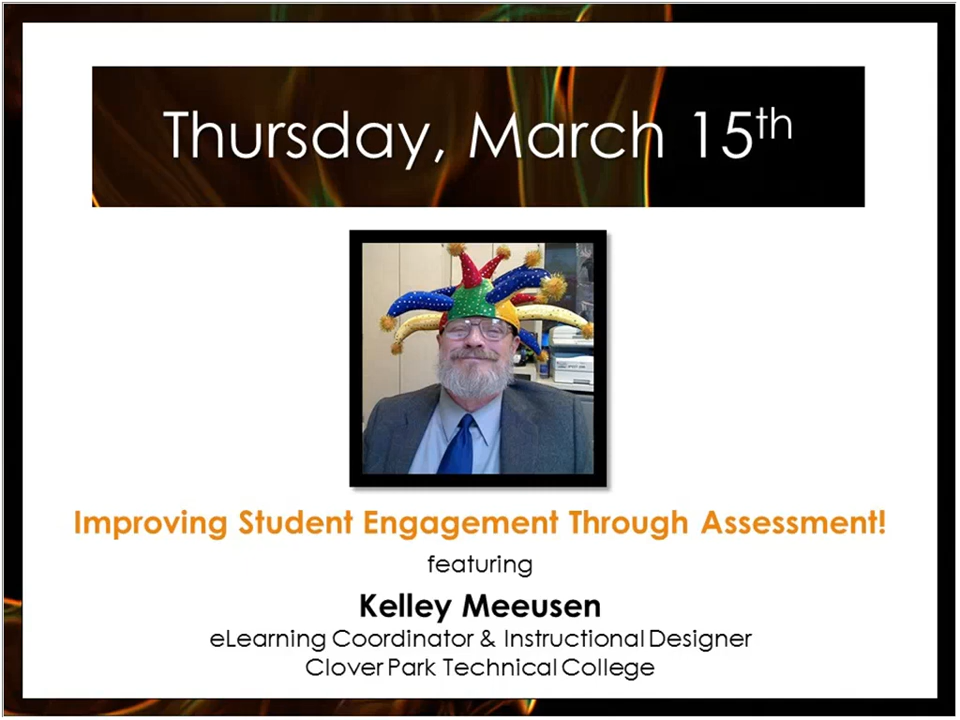 Thursday, March 15th
Improving Student Engagement Through Assessment!
featuring
Kelley Meeusen
eLearning Coordinator & Instructional Designer
Clover Park Technical College